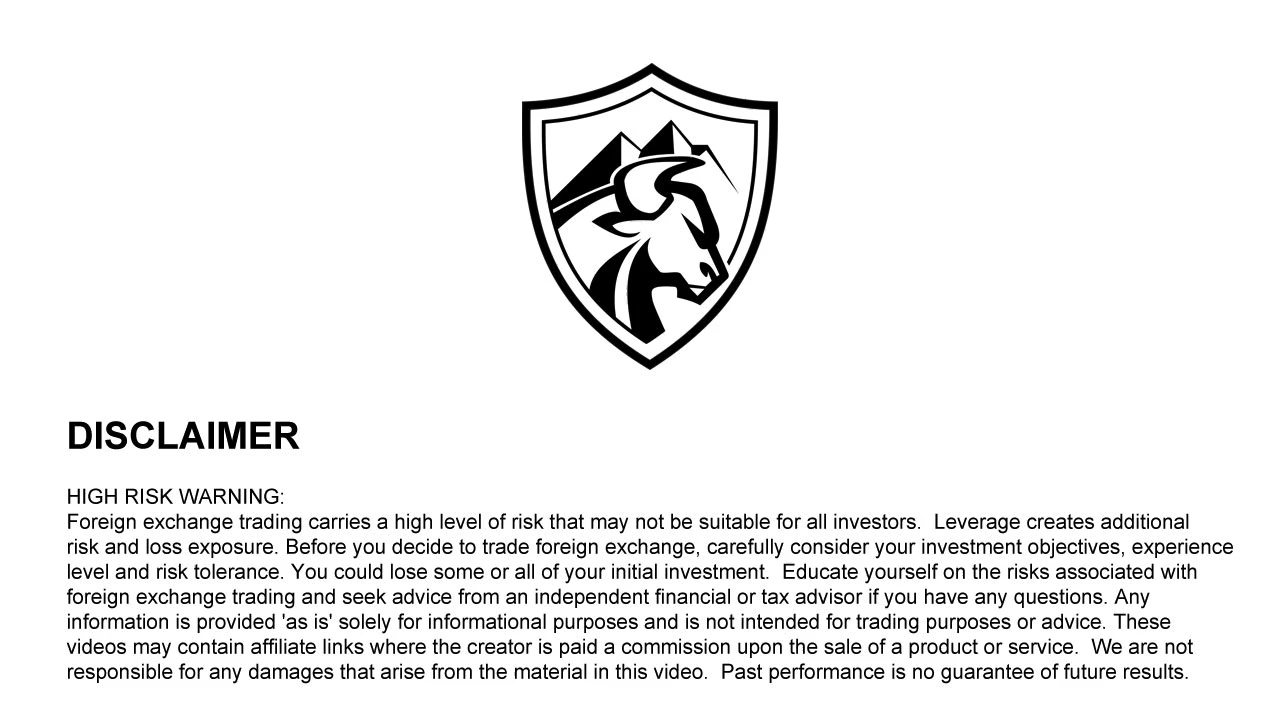 DISCLAIMER
HIGH RISK WARNING:
Foreign exchange trading carries a high level of risk that may not be suitable for all investors.  Leverage creates additional
risk and loss exposure. Before you decide to trade foreign exchange, carefully consider your investment objectives, experience
level and risk tolerance. You could lose some or all of your initial investment.  Educate yourself on the risks associated with
foreign exchange trading and seek advice from an independent financial or tax advisor if you have any questions. Any
information is provided 'as is' solely for informational purposes and is not intended for trading purposes or advice. These
videos may contain affiliate links where the creator is paid a commission upon the sale of a product or service.  We are not
responsible for any damages that arise from the material in this video.  Past performance is no guarantee of future results.